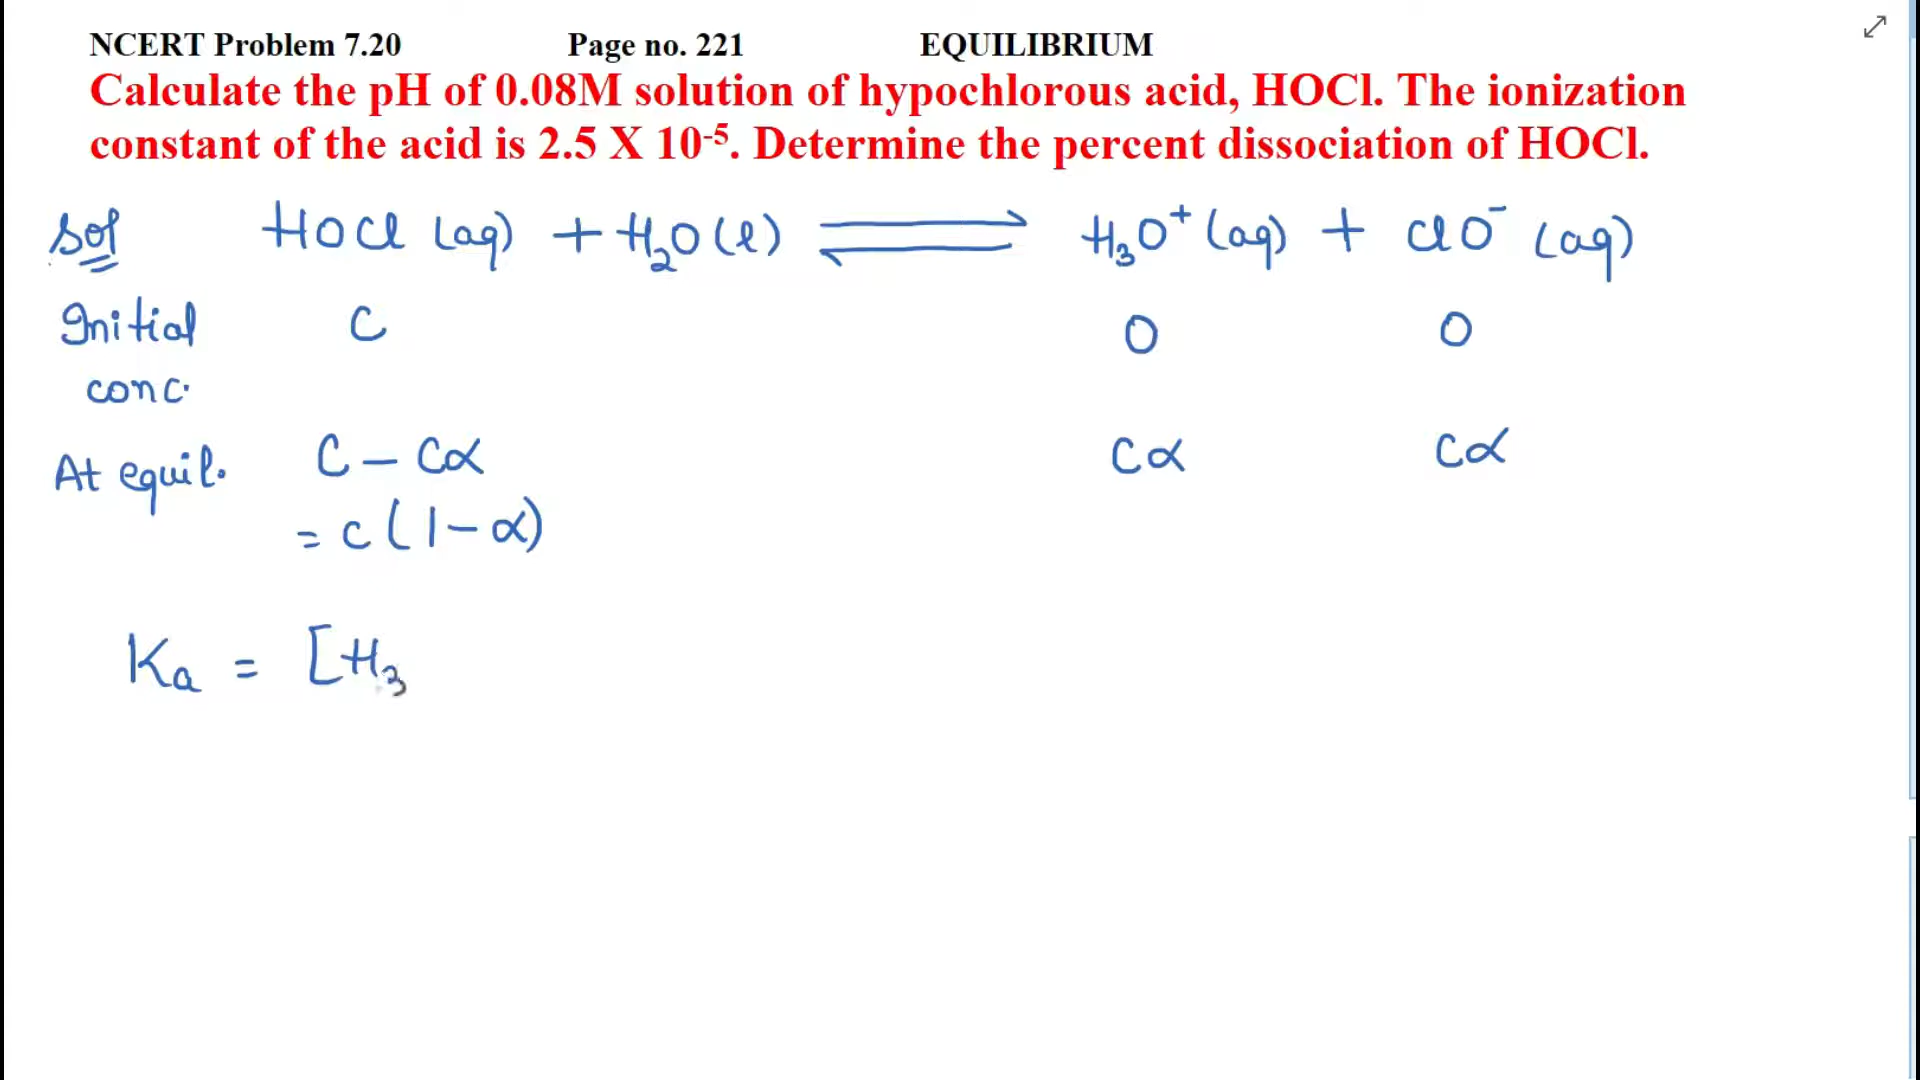 NCERT Problem 7.20 Page no. 221 EQUILIBRIUM
Calculate the pH of 0.08M solution of hypochlorous acid, HOCl. The ionization
constant of the acid is 2.5 X 10⁻⁵. Determine the percent dissociation of HOCl.
Sol HOCl (aq) + H₂O(l) ⇌ H₃O⁺ (aq) + ClO⁻ (aq)
Initial C 0 0
conc.
At equil. C – Cα Cα Cα
= C(1–α)
Ka = [H₃